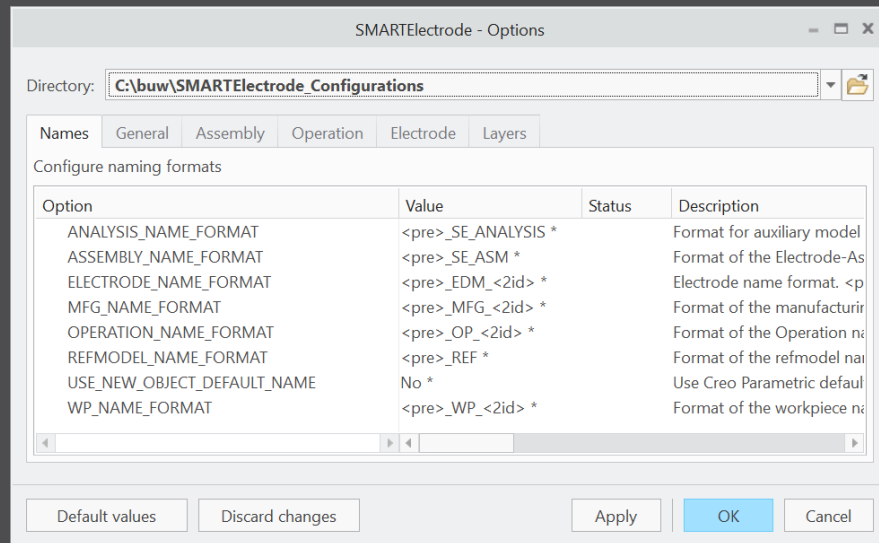 SMARTElectrode - Options
Directory: C:\buw\SMARTElectrode_Configurations
Names General Assembly Operation Electrode Layers
Configure naming formats
Option Value Status Description
ANALYSIS_NAME_FORMAT <pre>_SE_ANALYSIS * Format for auxiliary model
ASSEMBLY_NAME_FORMAT <pre>_SE_ASM * Format of the Electrode-As
ELECTRODE_NAME_FORMAT <pre>_EDM_<2id> * Electrode name format. <p
MFG_NAME_FORMAT <pre>_MFG_<2id> * Format of the manufacturin
OPERATION_NAME_FORMAT <pre>_OP_<2id> * Format of the Operation na
REFMODEL_NAME_FORMAT <pre>_REF * Format of the refmodel nar
USE_NEW_OBJECT_DEFAULT_NAME No * Use Creo Parametric defaul
WP_NAME_FORMAT <pre>_WP_<2id> * Format of the workpiece na
Default values Discard changes Apply OK Cancel